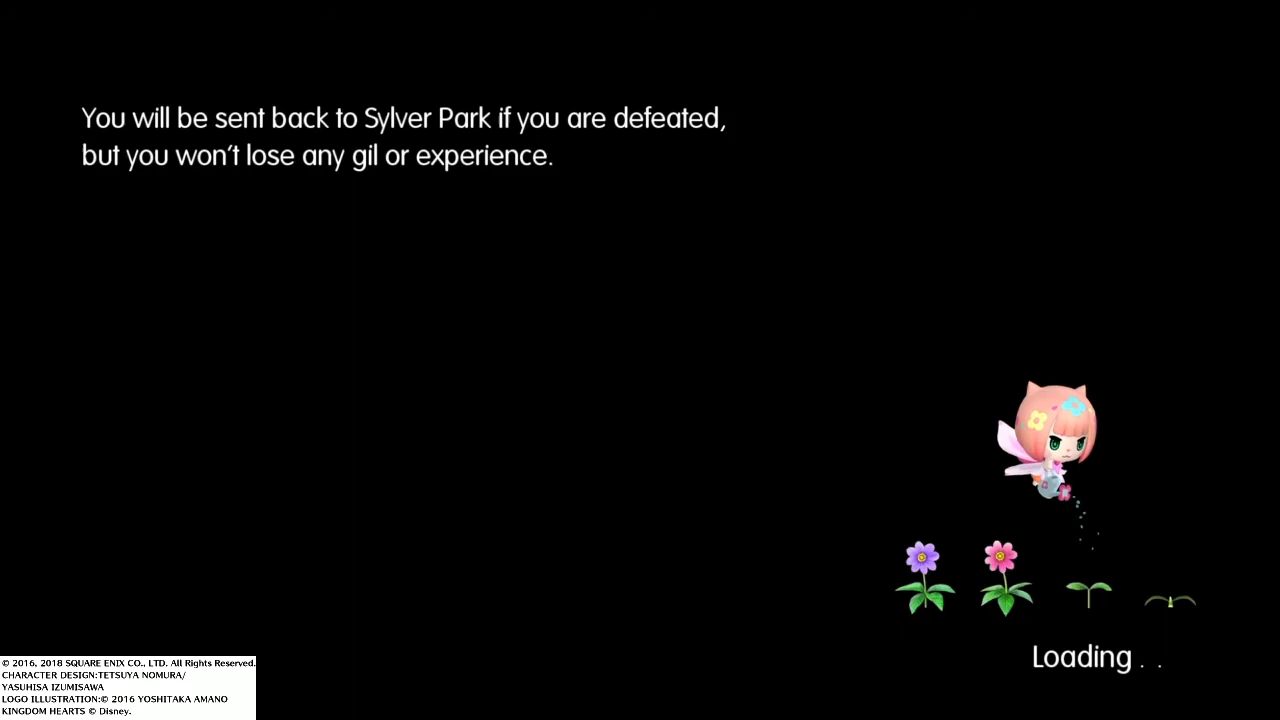 You will be sent back to Sylver Park if you are defeated,
but you won't lose any gil or experience.
Loading . .
© 2016, 2018 SQUARE ENIX CO., LTD. All Rights Reserved.
CHARACTER DESIGN:TETSUYA NOMURA/
YASUHISA IZUMISAWA
LOGO ILLUSTRATION:© 2016 YOSHITAKA AMANO
KINGDOM HEARTS © Disney.